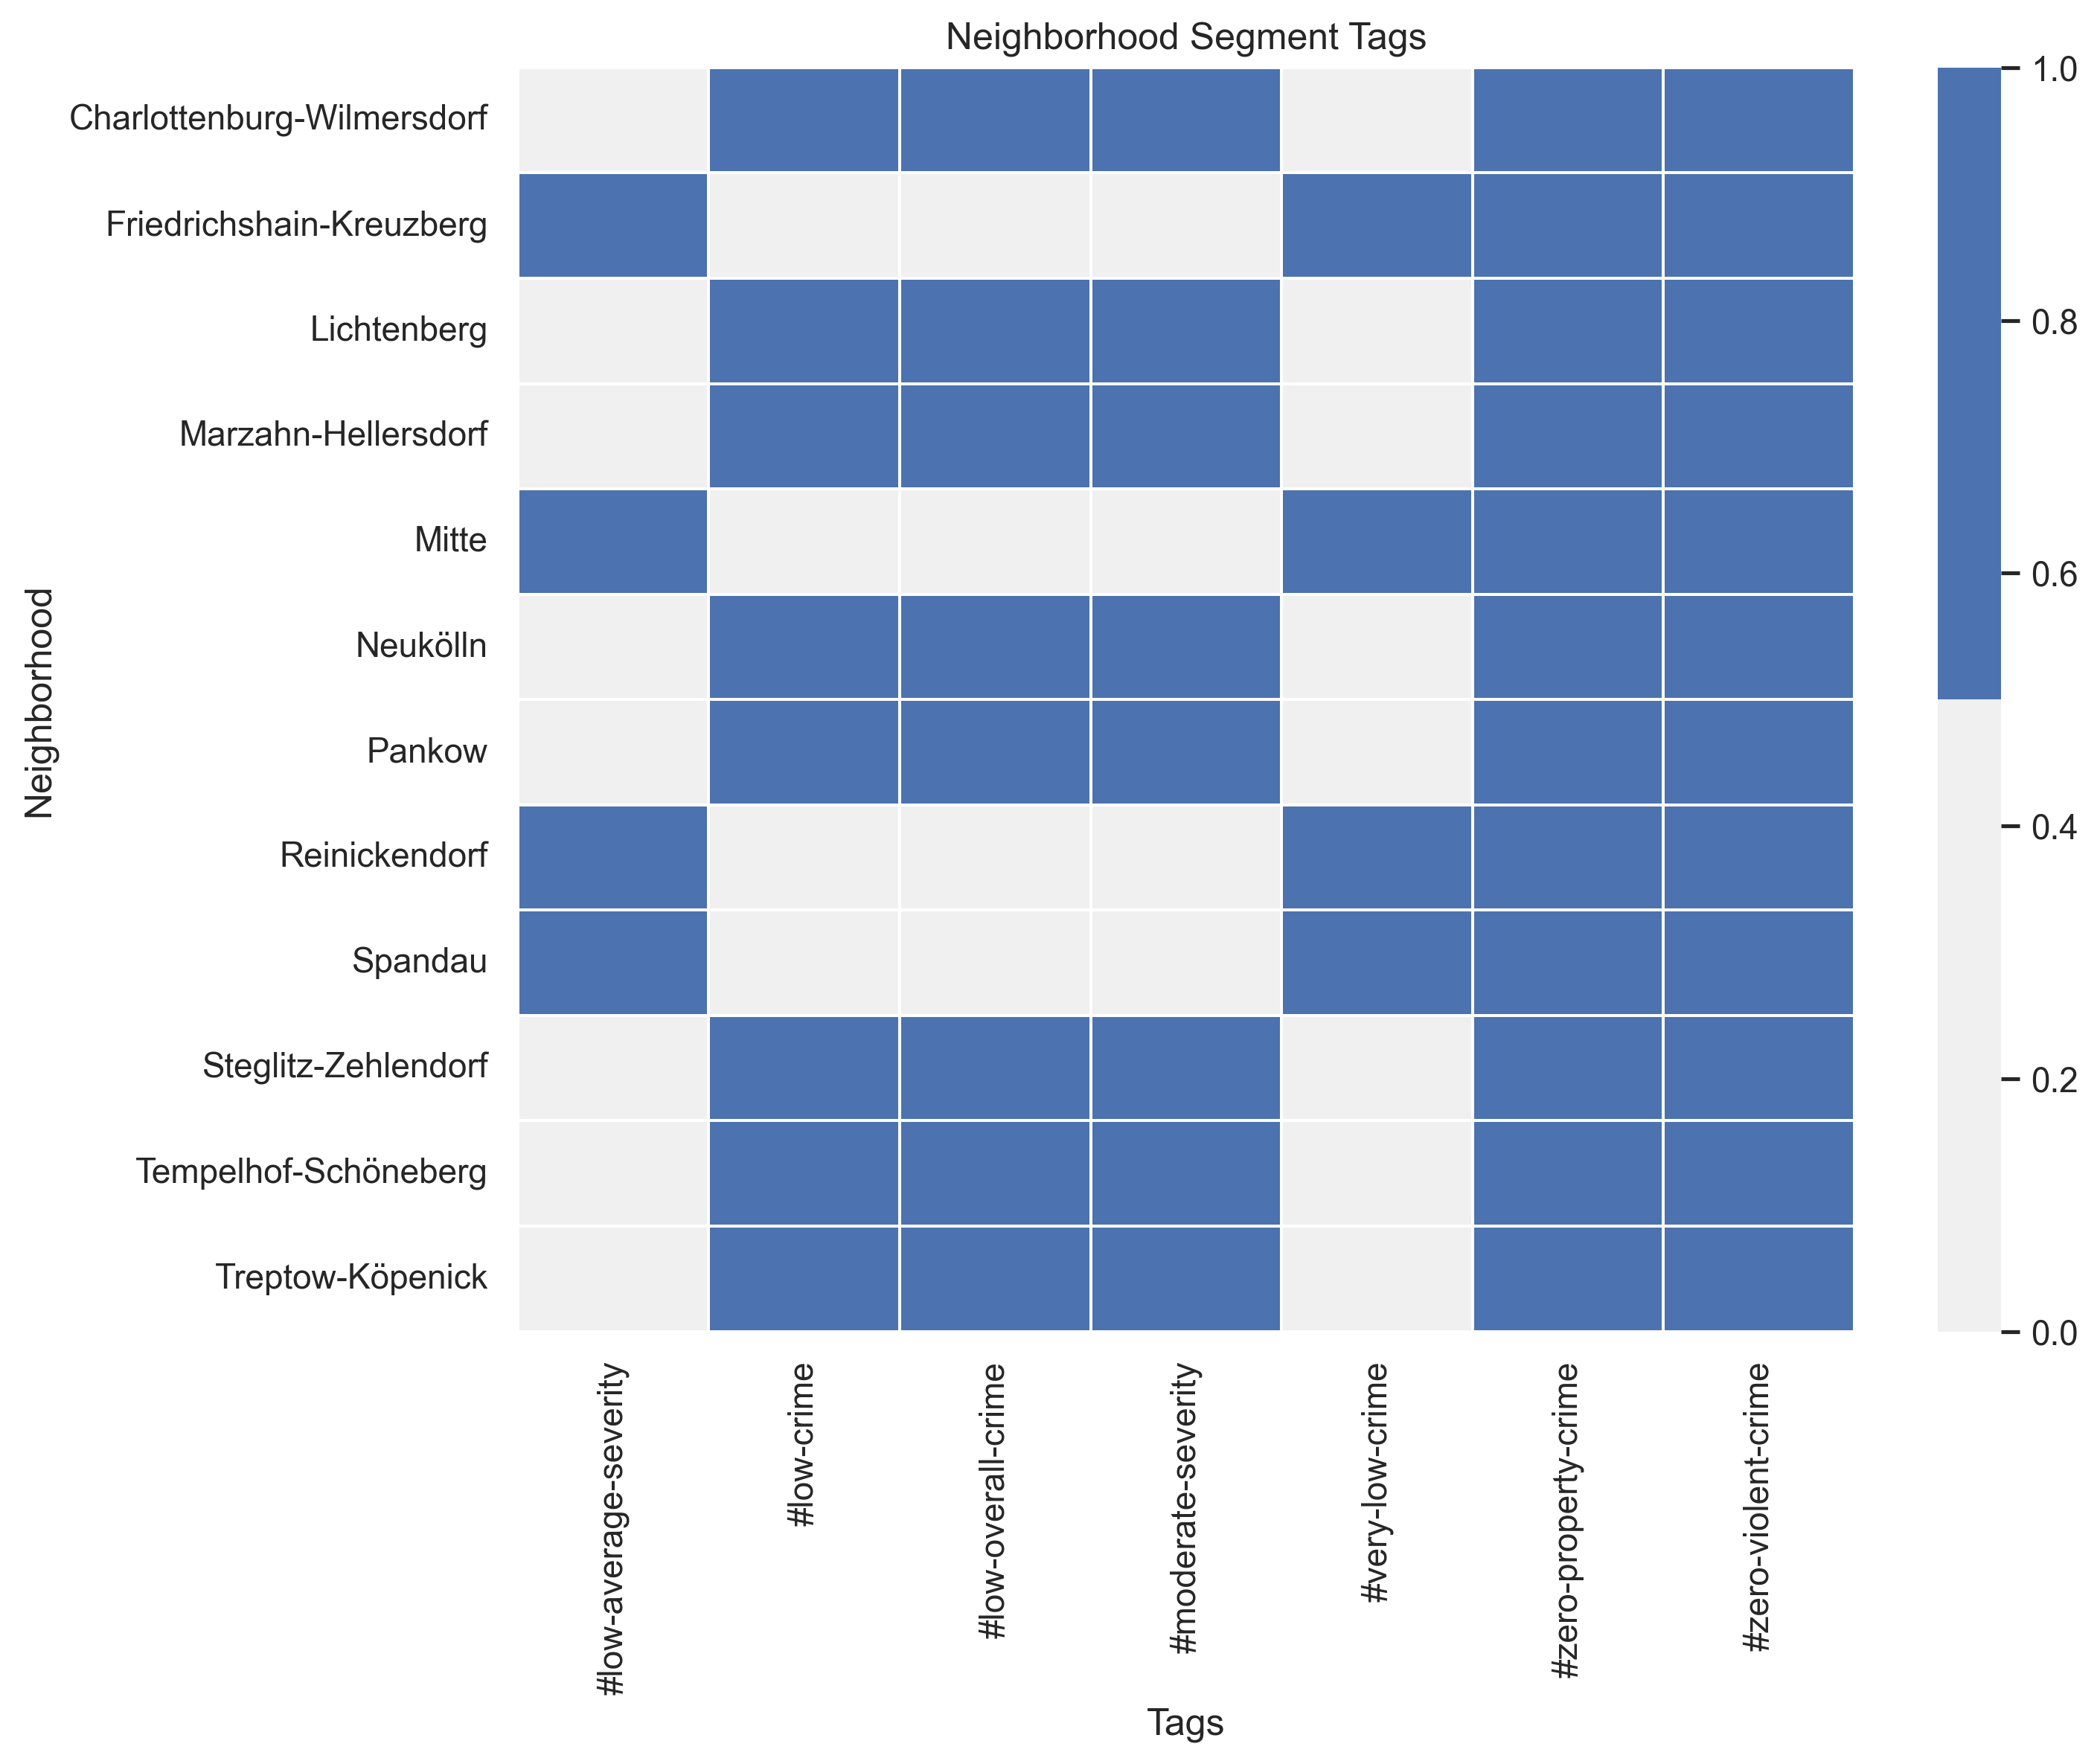 Neighborhood Segment Tags
Neighborhood
Charlottenburg-Wilmersdorf
Friedrichshain-Kreuzberg
Lichtenberg
Marzahn-Hellersdorf
Mitte
Neukölln
Pankow
Reinickendorf
Spandau
Steglitz-Zehlendorf
Tempelhof-Schöneberg
Treptow-Köpenick
#low-average-severity
#low-crime
#low-overall-crime
#moderate-severity
#very-low-crime
#zero-property-crime
#zero-violent-crime
Tags
1.0
0.8
0.6
0.4
0.2
0.0